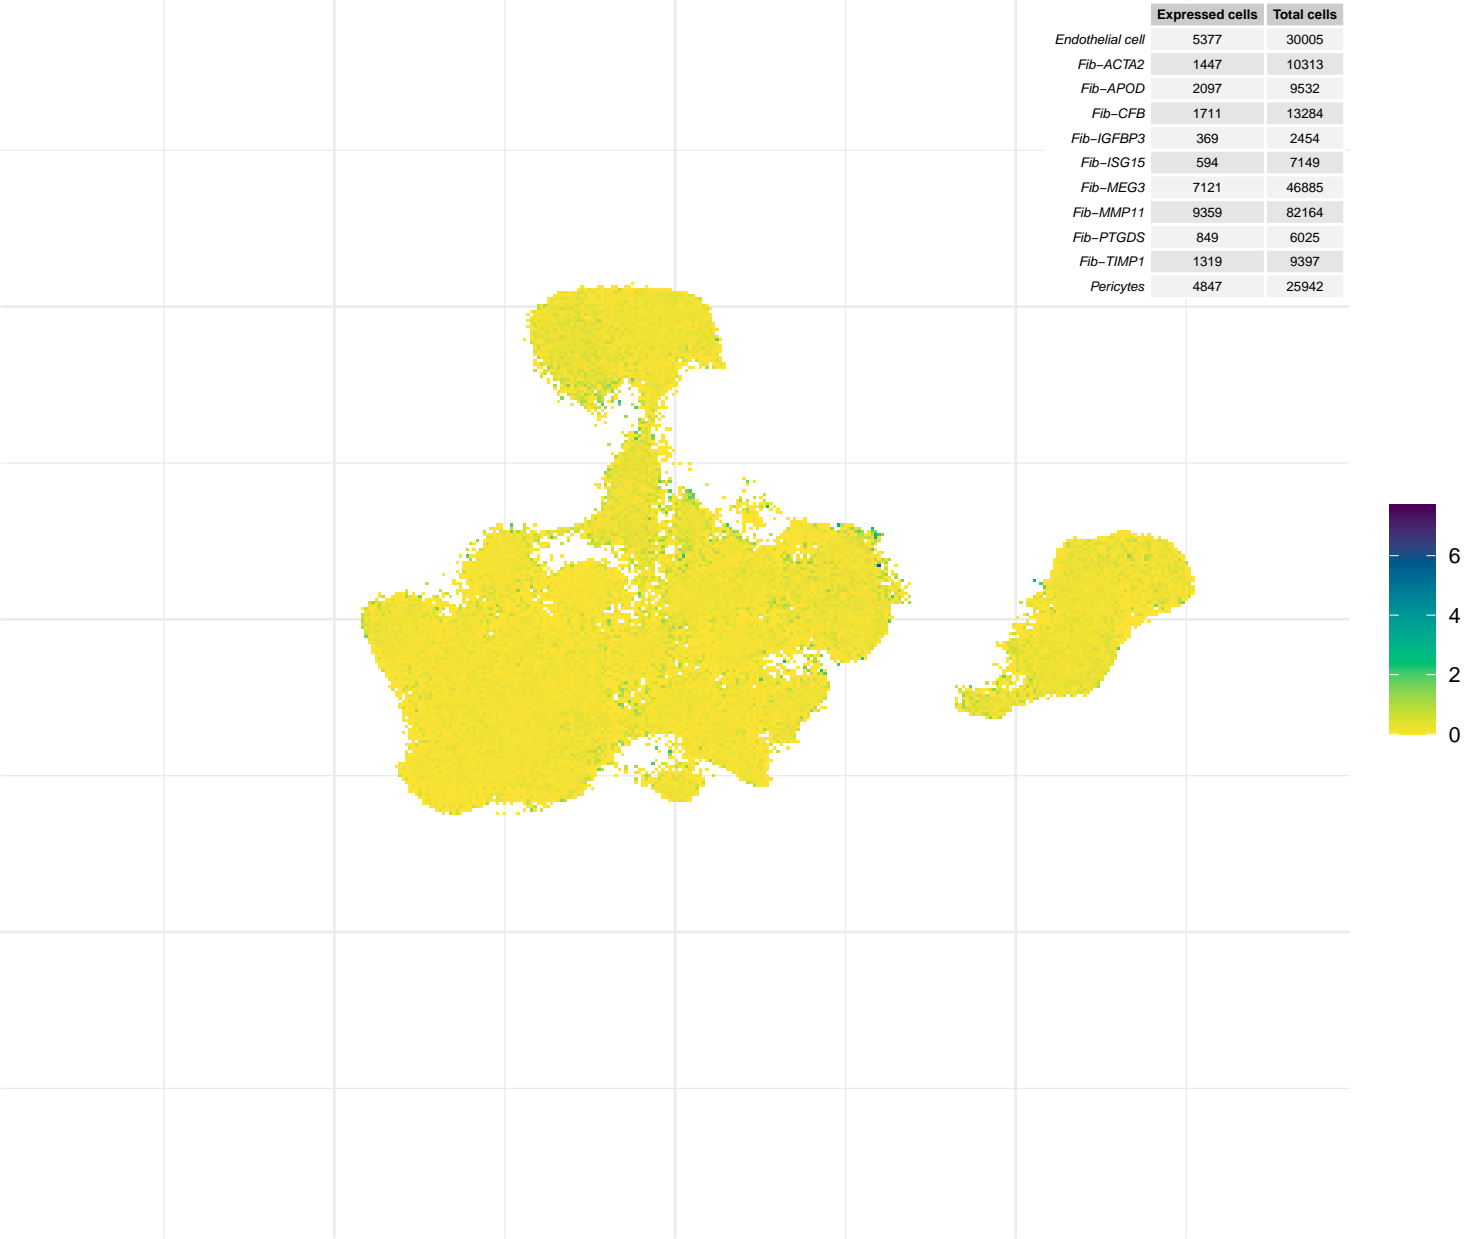 Expressed cells Total cells
Endothelial cell 5377 30005
Fib−ACTA2 1447 10313
Fib−APOD 2097 9532
Fib−CFB 1711 13284
Fib−IGFBP3 369 2454
Fib−ISG15 594 7149
Fib−MEG3 7121 46885
Fib−MMP11 9359 82164
Fib−PTGDS 849 6025
Fib−TIMP1 1319 9397
Pericytes 4847 25942
6
4
2
0